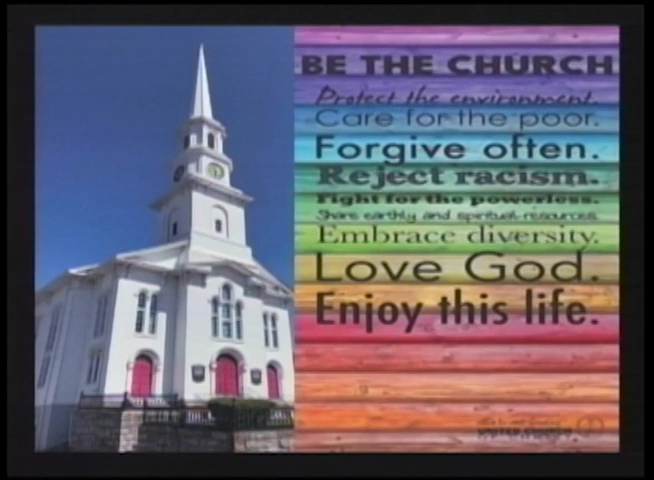 BE THE CHURCH
Protect the environment.
Care for the poor.
Forgive often.
Reject racism.
Fight for the powerless.
Share earthly and spiritual resources.
Embrace diversity.
Love God.
Enjoy this life.